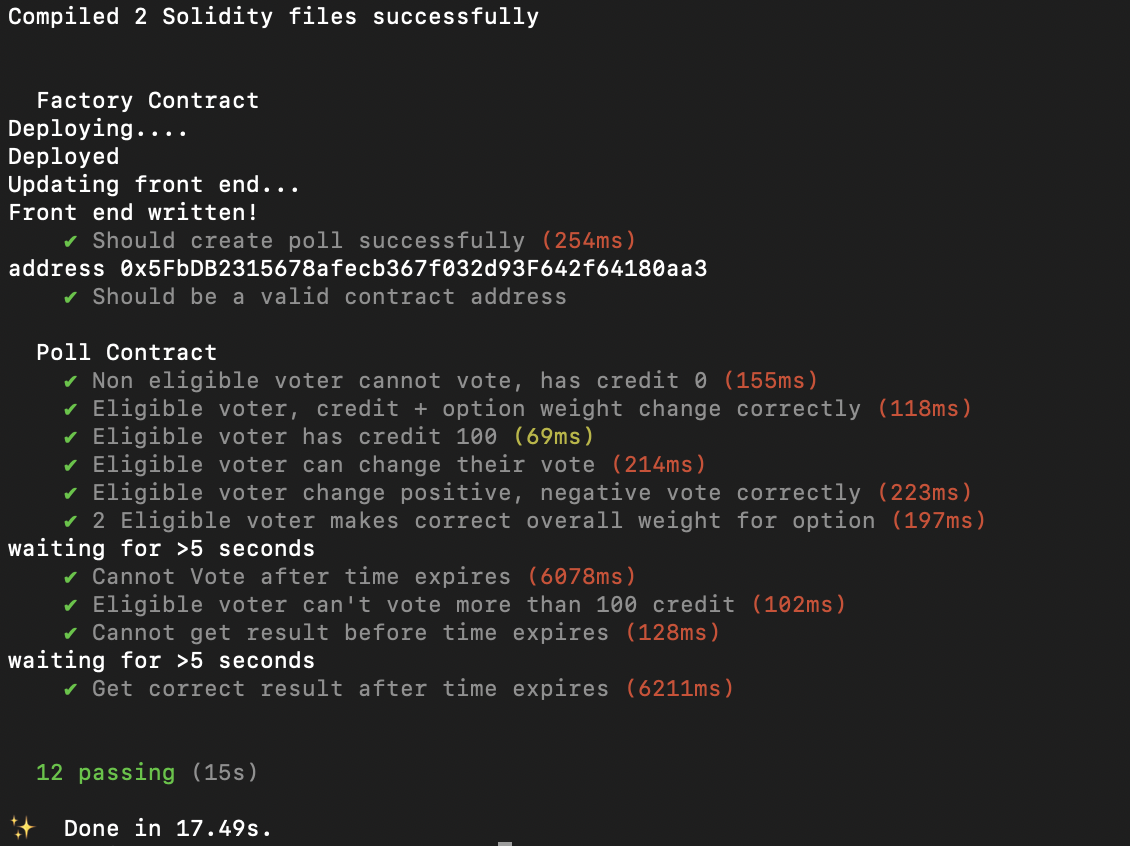 Compiled 2 Solidity files successfully
Factory Contract
Deploying....
Deployed
Updating front end...
Front end written!
✔ Should create poll successfully (254ms)
address 0x5FbDB2315678afecb367f032d93F642f64180aa3
✔ Should be a valid contract address
Poll Contract
✔ Non eligible voter cannot vote, has credit 0 (155ms)
✔ Eligible voter, credit + option weight change correctly (118ms)
✔ Eligible voter has credit 100 (69ms)
✔ Eligible voter can change their vote (214ms)
✔ Eligible voter change positive, negative vote correctly (223ms)
✔ 2 Eligible voter makes correct overall weight for option (197ms)
waiting for >5 seconds
✔ Cannot Vote after time expires (6078ms)
✔ Eligible voter can't vote more than 100 credit (102ms)
✔ Cannot get result before time expires (128ms)
waiting for >5 seconds
✔ Get correct result after time expires (6211ms)
12 passing (15s)
✨ Done in 17.49s.